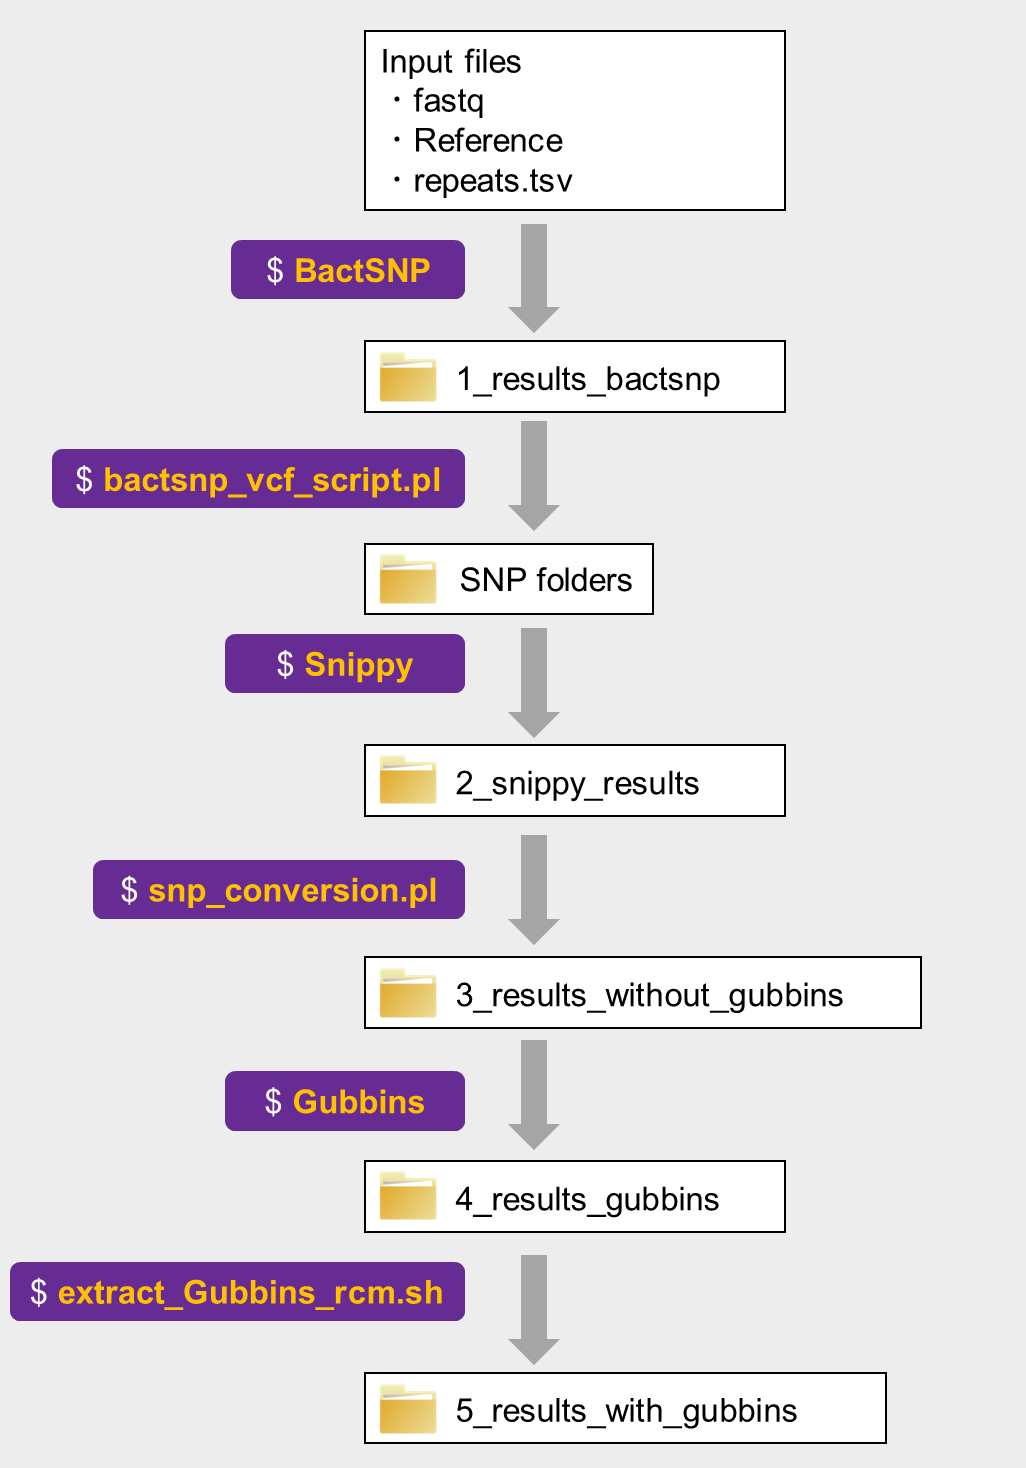 Input files
・fastq
・Reference
・repeats.tsv
$ BactSNP
1_results_bactsnp
$ bactsnp_vcf_script.pl
SNP folders
$ Snippy
2_snippy_results
$ snp_conversion.pl
3_results_without_gubbins
$ Gubbins
4_results_gubbins
$ extract_Gubbins_rcm.sh
5_results_with_gubbins